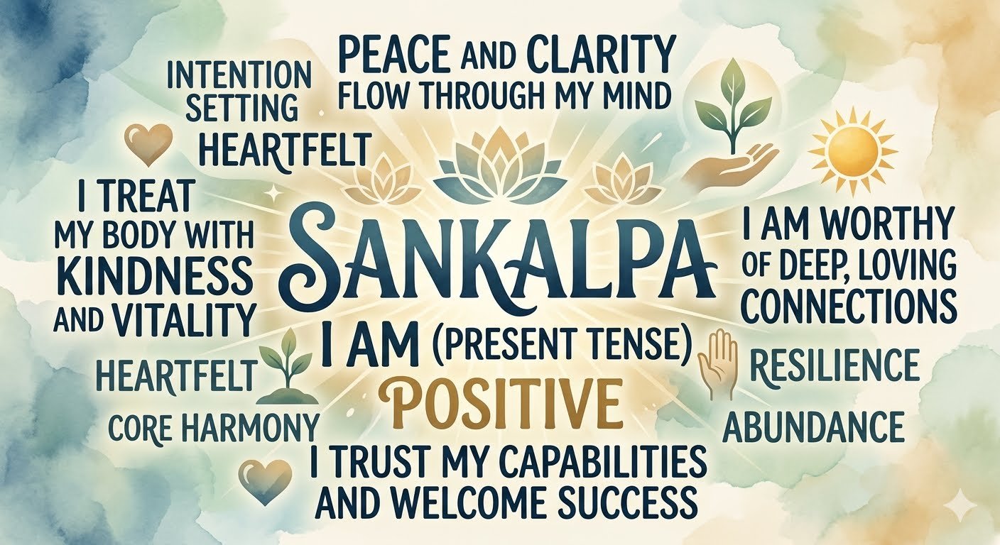 PEACE AND CLARITY
FLOW THROUGH MY MIND
INTENTION
SETTING
HEARTFELT
I TREAT
MY BODY WITH
KINDNESS
AND VITALITY
SANKALPA
I AM WORTHY
OF DEEP, LOVING
CONNECTIONS
I AM (PRESENT TENSE)
POSITIVE
HEARTFELT
CORE HARMONY
RESILIENCE
ABUNDANCE
I TRUST MY CAPABILITIES
AND WELCOME SUCCESS